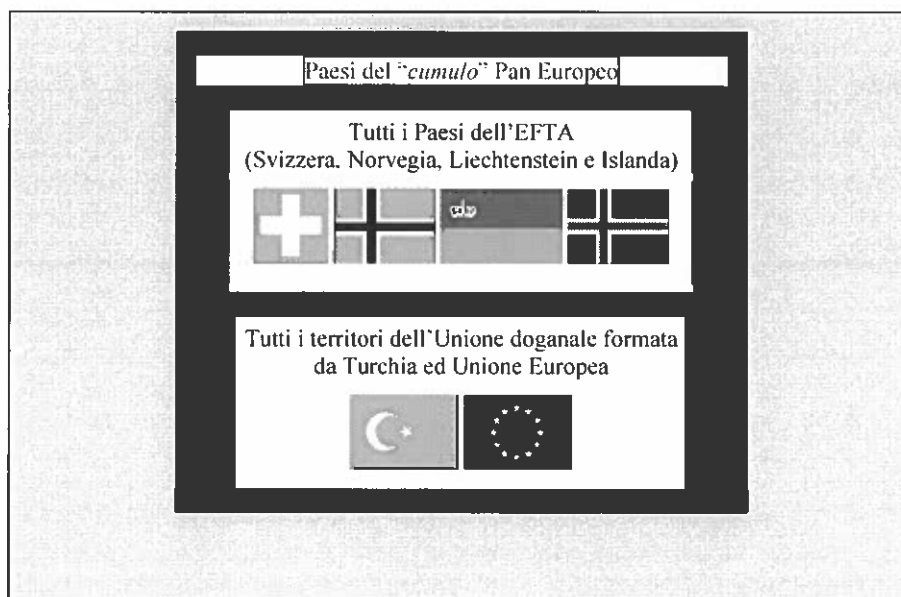 Paesi del "cumulo" Pan Europeo
Tutti i Paesi dell'EFTA
(Svizzera, Norvegia, Liechtenstein e Islanda)
Tutti i territori dell'Unione doganale formata
da Turchia ed Unione Europea